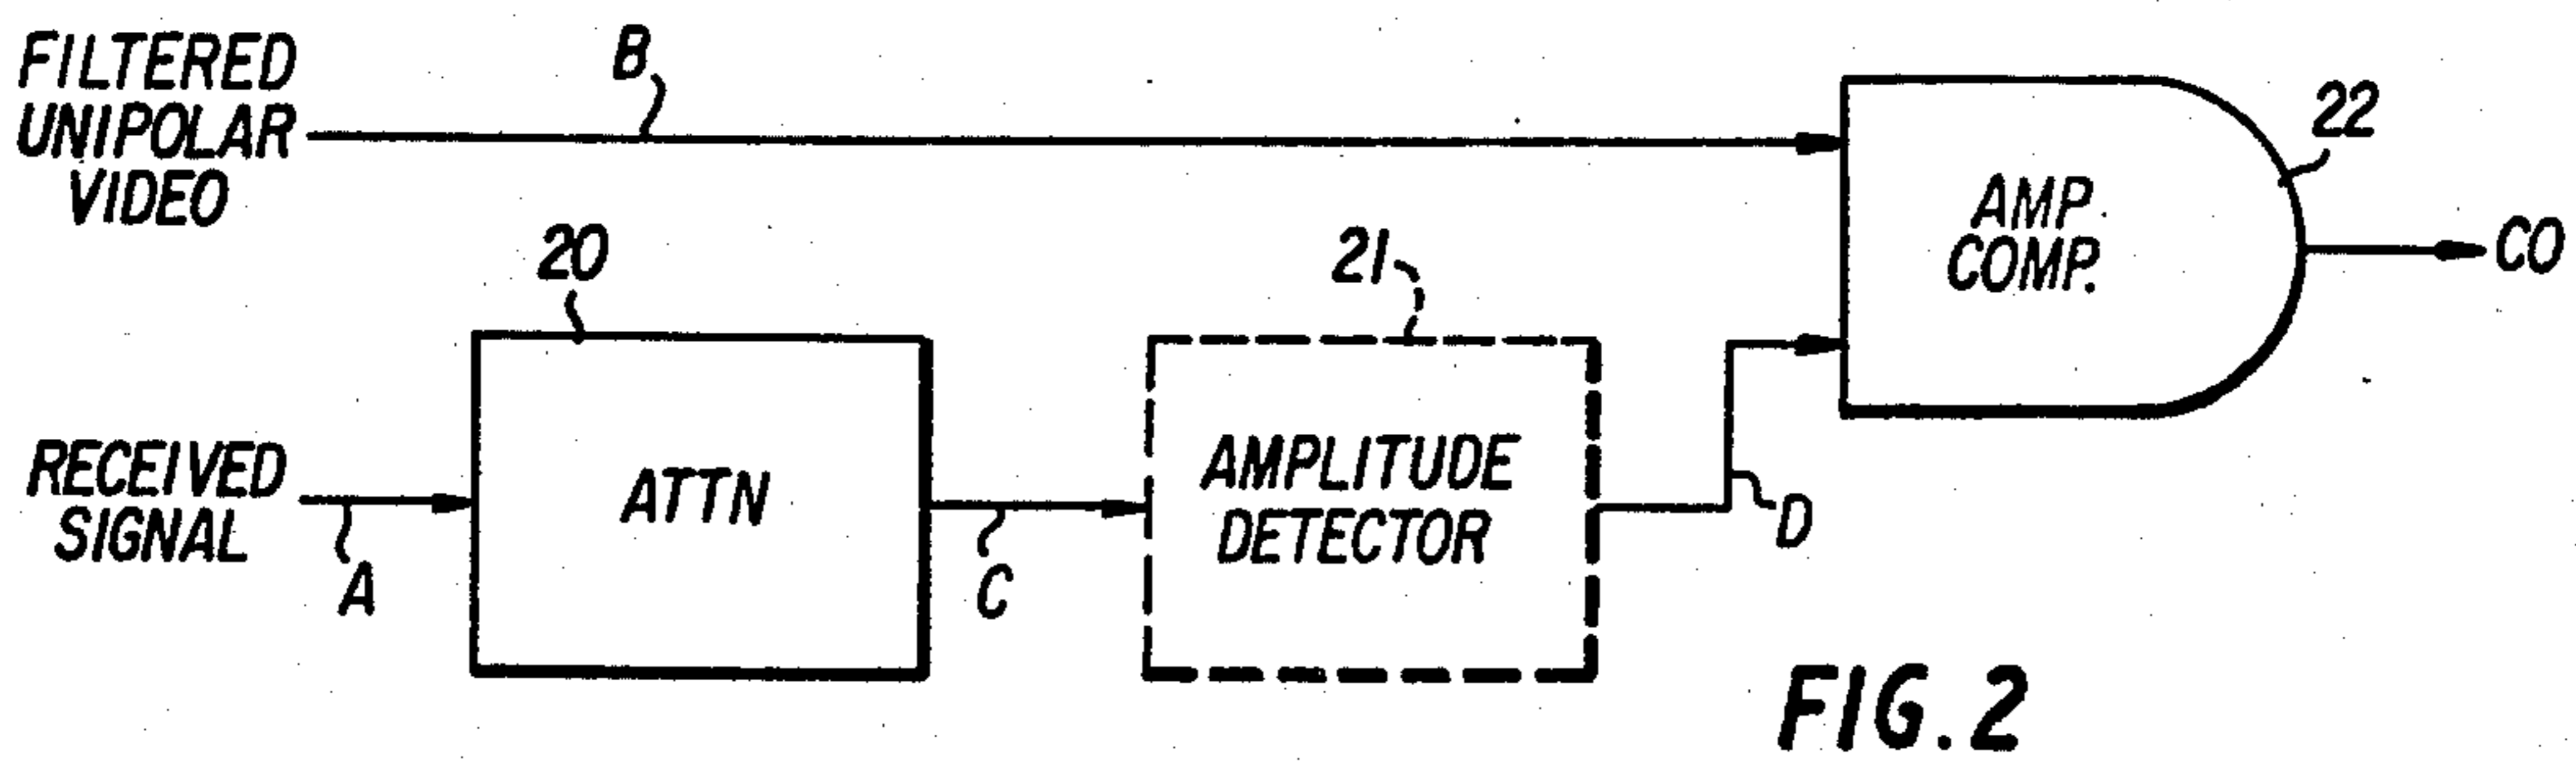 FILTERED
UNIPOLAR
VIDEO
B
22
AMP.
COMP.
CO
20
21
ATTN
AMPLITUDE
DETECTOR
RECEIVED
SIGNAL
A
C
D
FIG. 2